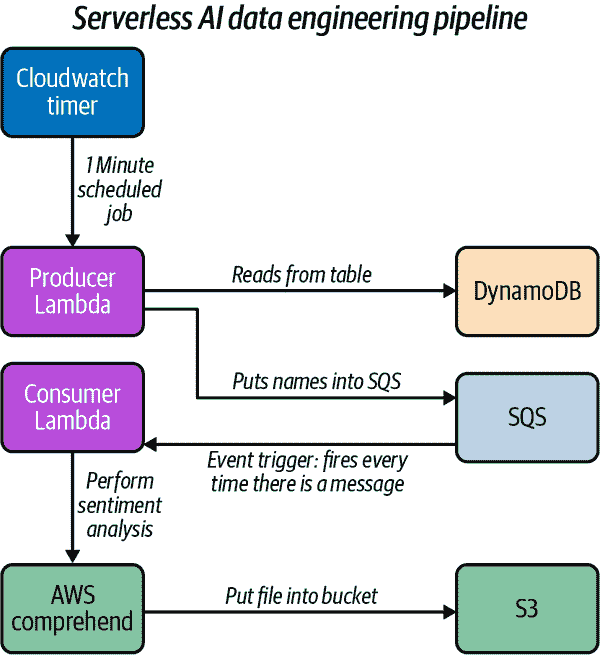 Serverless AI data engineering pipeline
Cloudwatch
timer
1 Minute
scheduled
job
Producer
Lambda
Reads from table
DynamoDB
Puts names into SQS
Consumer
Lambda
SQS
Event trigger: fires every
time there is a message
Perform
sentiment
analysis
AWS
comprehend
Put file into bucket
S3